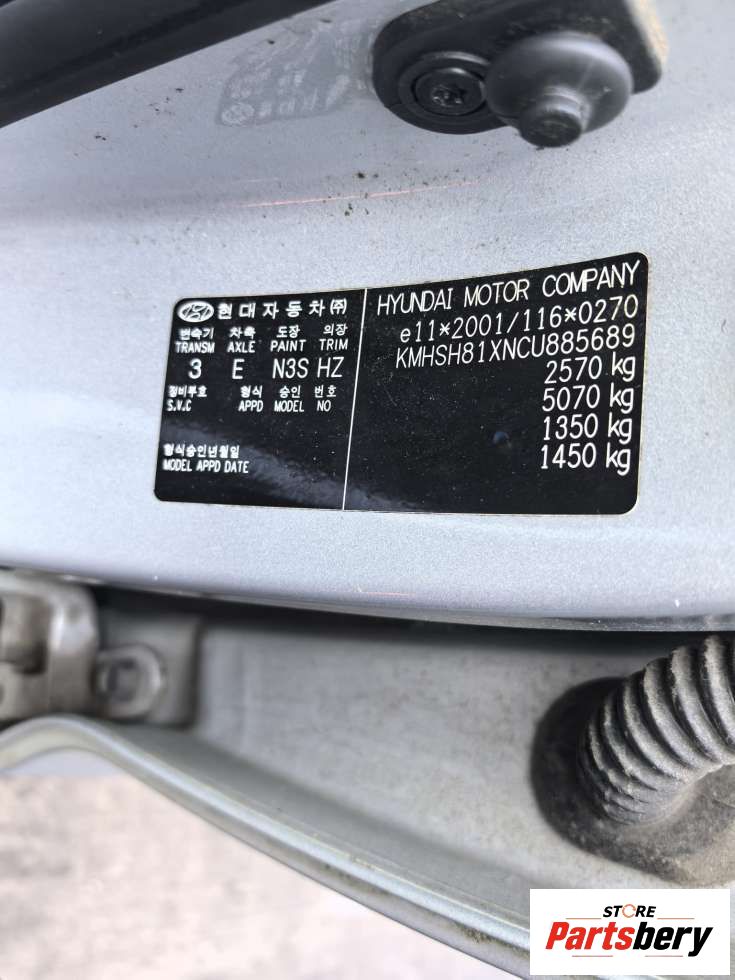 현대자동차㈜
변속기 차축 도장 의장
TRANSM AXLE PAINT TRIM
3 E N3S HZ
정비부호 형식 승인 번호
S.V.C APPD MODEL NO
형식승인년월일
MODEL APPD DATE
HYUNDAI MOTOR COMPANY
e11*2001/116*0270
KMHSH81XNCU885689
2570 kg
5070 kg
1350 kg
1450 kg
STORE
Partsbery